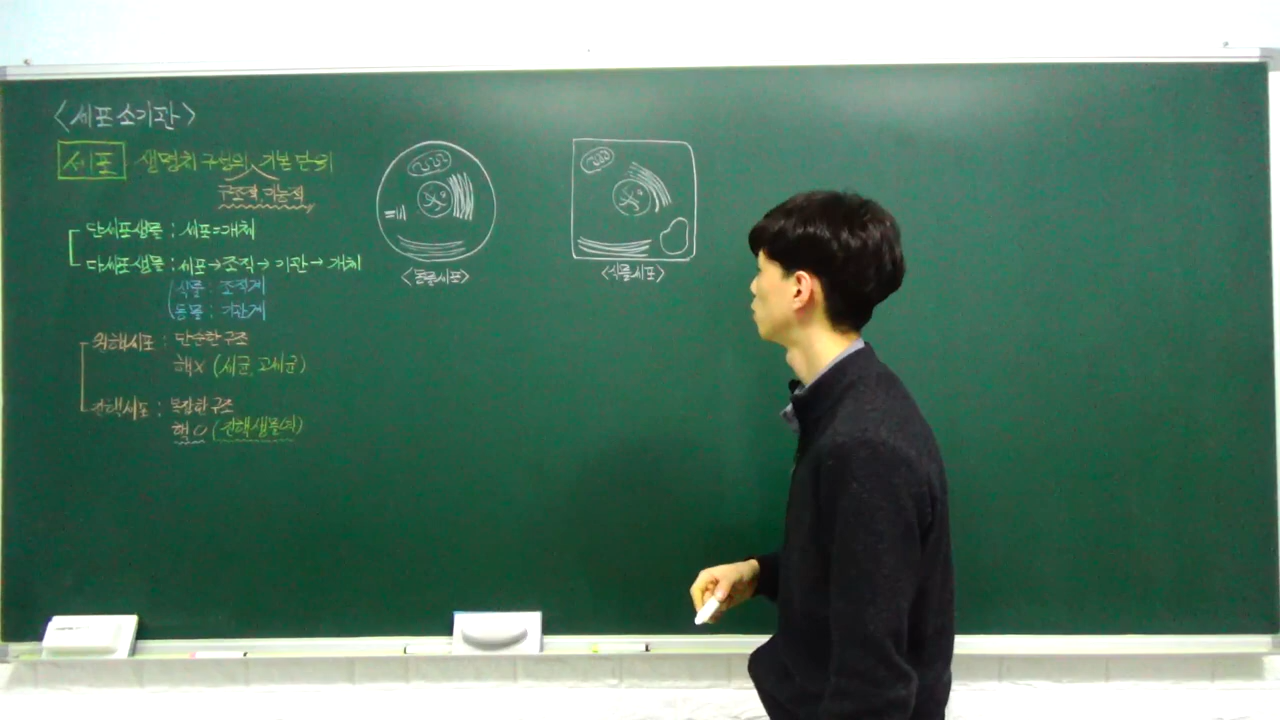 <세포 소기관>
세포 생명체 구성의 기본 단위
구조적 기능적
단세포생물 : 세포=개체
다세포생물 : 세포→조직→기관→개체
식물 : 조직계
동물 : 기관계
원핵세포 : 단순한 구조
핵X (세균, 고세균)
진핵세포 : 복잡한 구조
핵O (진핵생물역)
<동물세포>
<식물세포>